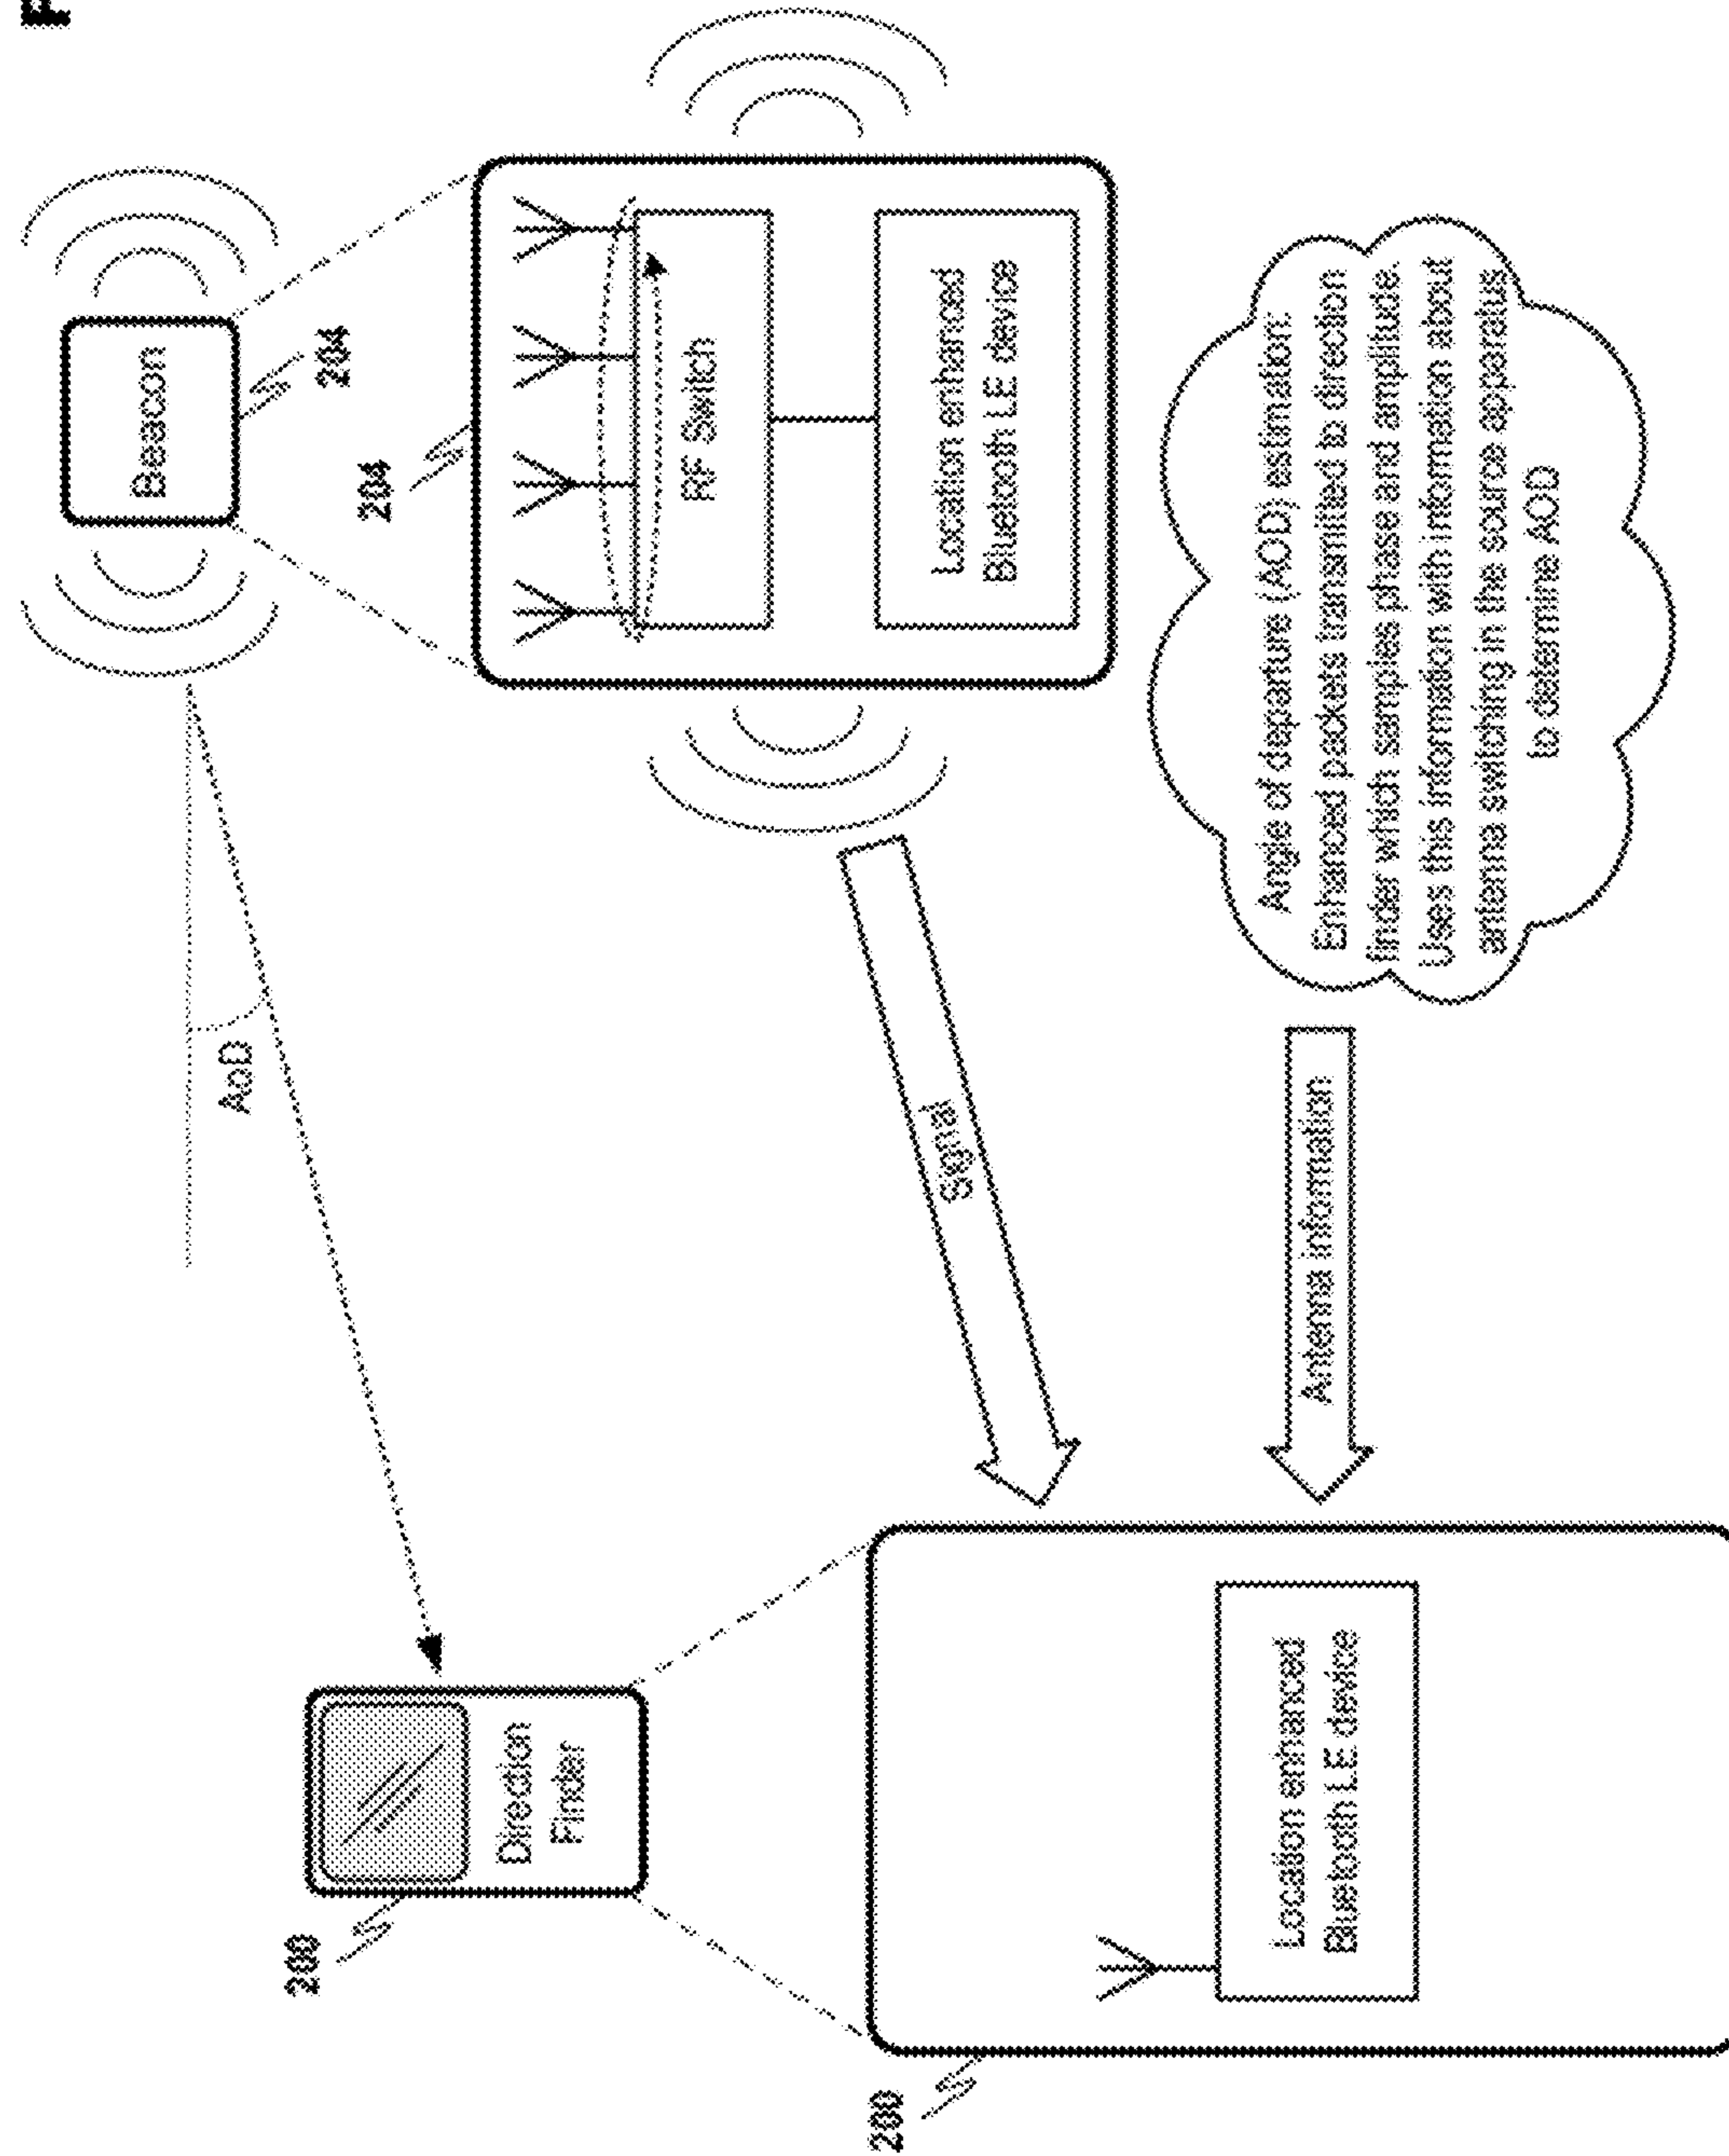 F
Beacon
204
204
RF Switch
Location enhanced
Bluetooth LE device
AoD
Direction
Finder
200
Signal
Antenna information
Angle of departure (AOD) estimation:
Enhanced packets transmitted to direction
finder which samples phase and amplitude.
Uses this information with information about
antenna switching in the source apparatus
to determine AOD
Location enhanced
Bluetooth LE device
200